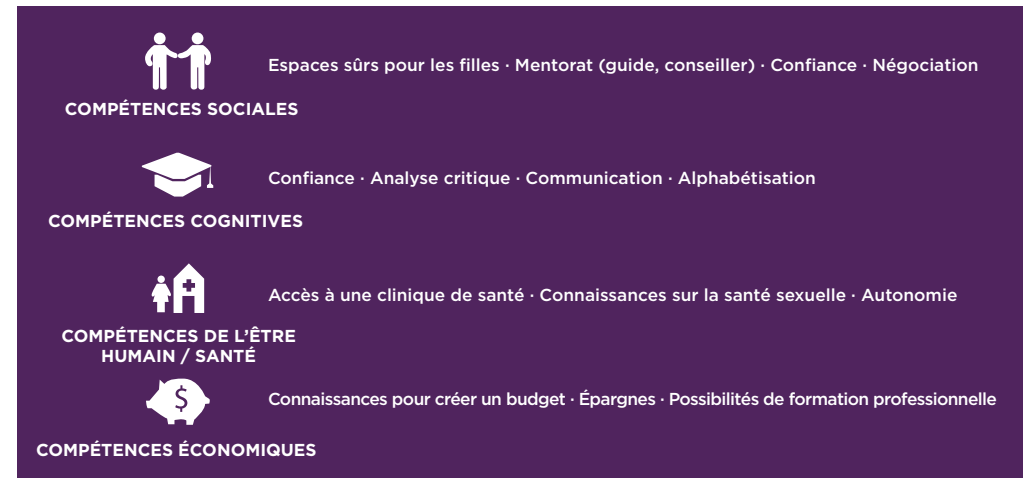 Espaces sûrs pour les filles · Mentorat (guide, conseiller) · Confiance · Négociation
COMPÉTENCES SOCIALES
Confiance · Analyse critique · Communication · Alphabétisation
COMPÉTENCES COGNITIVES
Accès à une clinique de santé · Connaissances sur la santé sexuelle · Autonomie
COMPÉTENCES DE L’ÊTRE
HUMAIN / SANTÉ
$
Connaissances pour créer un budget · Épargnes · Possibilités de formation professionnelle
COMPÉTENCES ÉCONOMIQUES